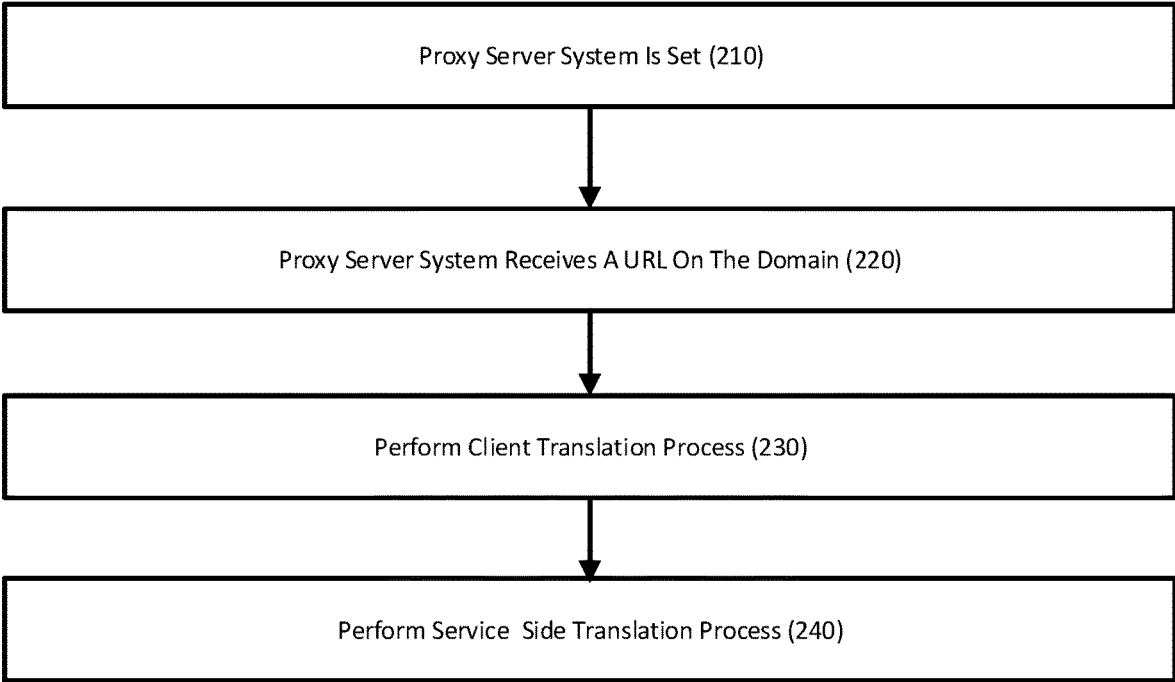 Proxy Server System Is Set (210)
Proxy Server System Receives A URL On The Domain (220)
Perform Client Translation Process (230)
Perform Service  Side Translation Process (240)